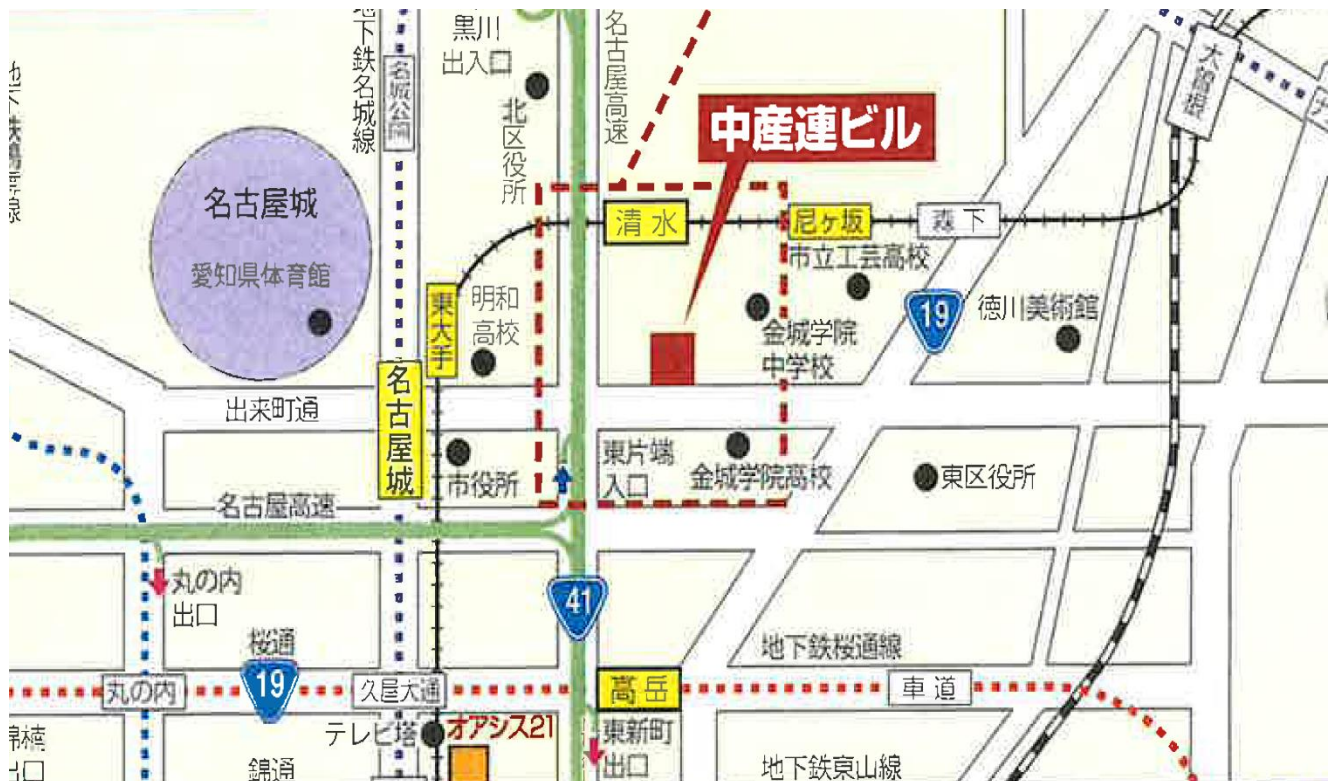 地下鉄名城線
名城公園
黒川
出入口
北区役所
名古屋高速
大曽根
中産連ビル
名古屋城
愛知県体育館
清水
尼ヶ坂
森下
市立工芸高校
東大手
明和
高校
金城学院
中学校
19
徳川美術館
出来町通
名古屋城
市役所
東片端
入口
金城学院高校
東区役所
名古屋高速
丸の内
出口
41
桜通
地下鉄桜通線
丸の内
19
久屋大通
高岳
車道
テレビ塔
オアシス21
東新町
出口
錦通
地下鉄東山線